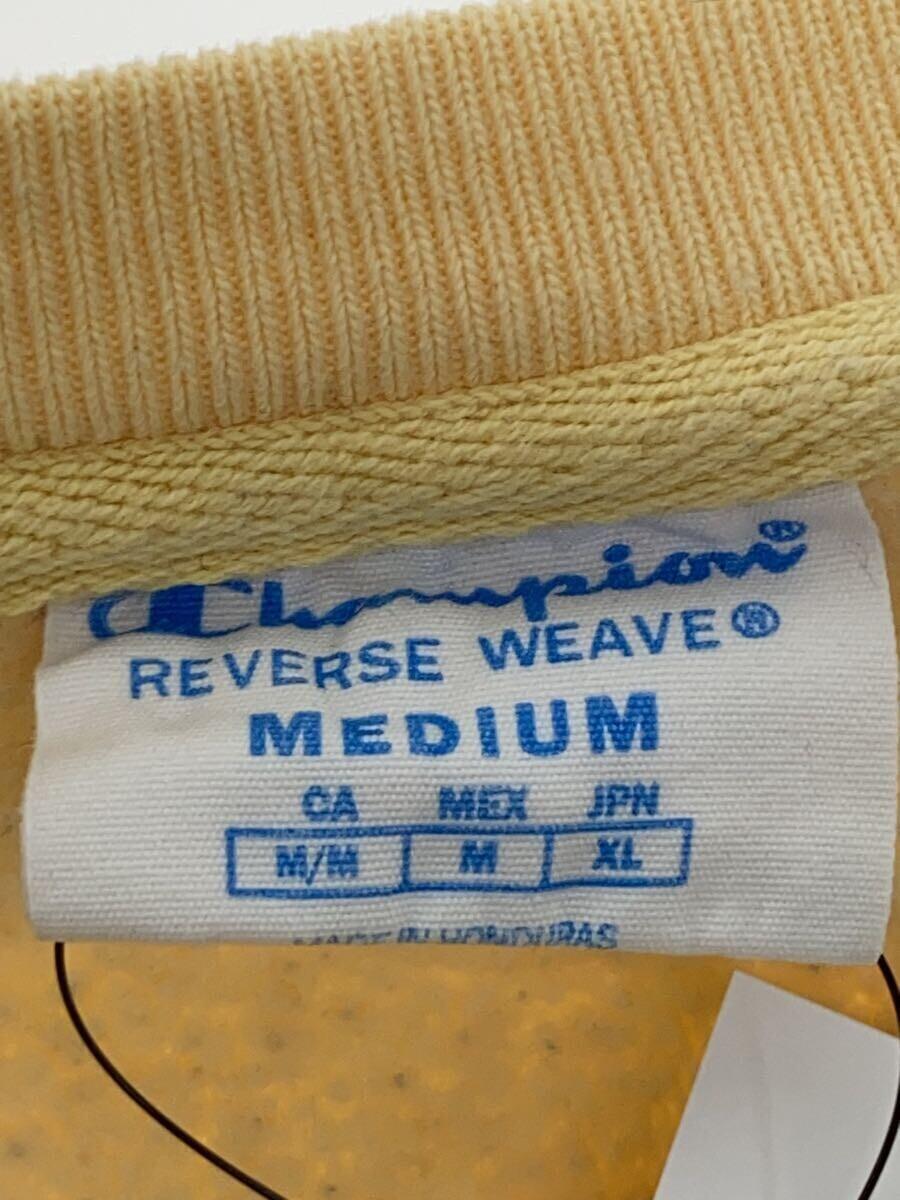 Champion®
REVERSE WEAVE®
MEDIUM
CA MEX JPN
M/M M XL
MADE IN HONDURAS